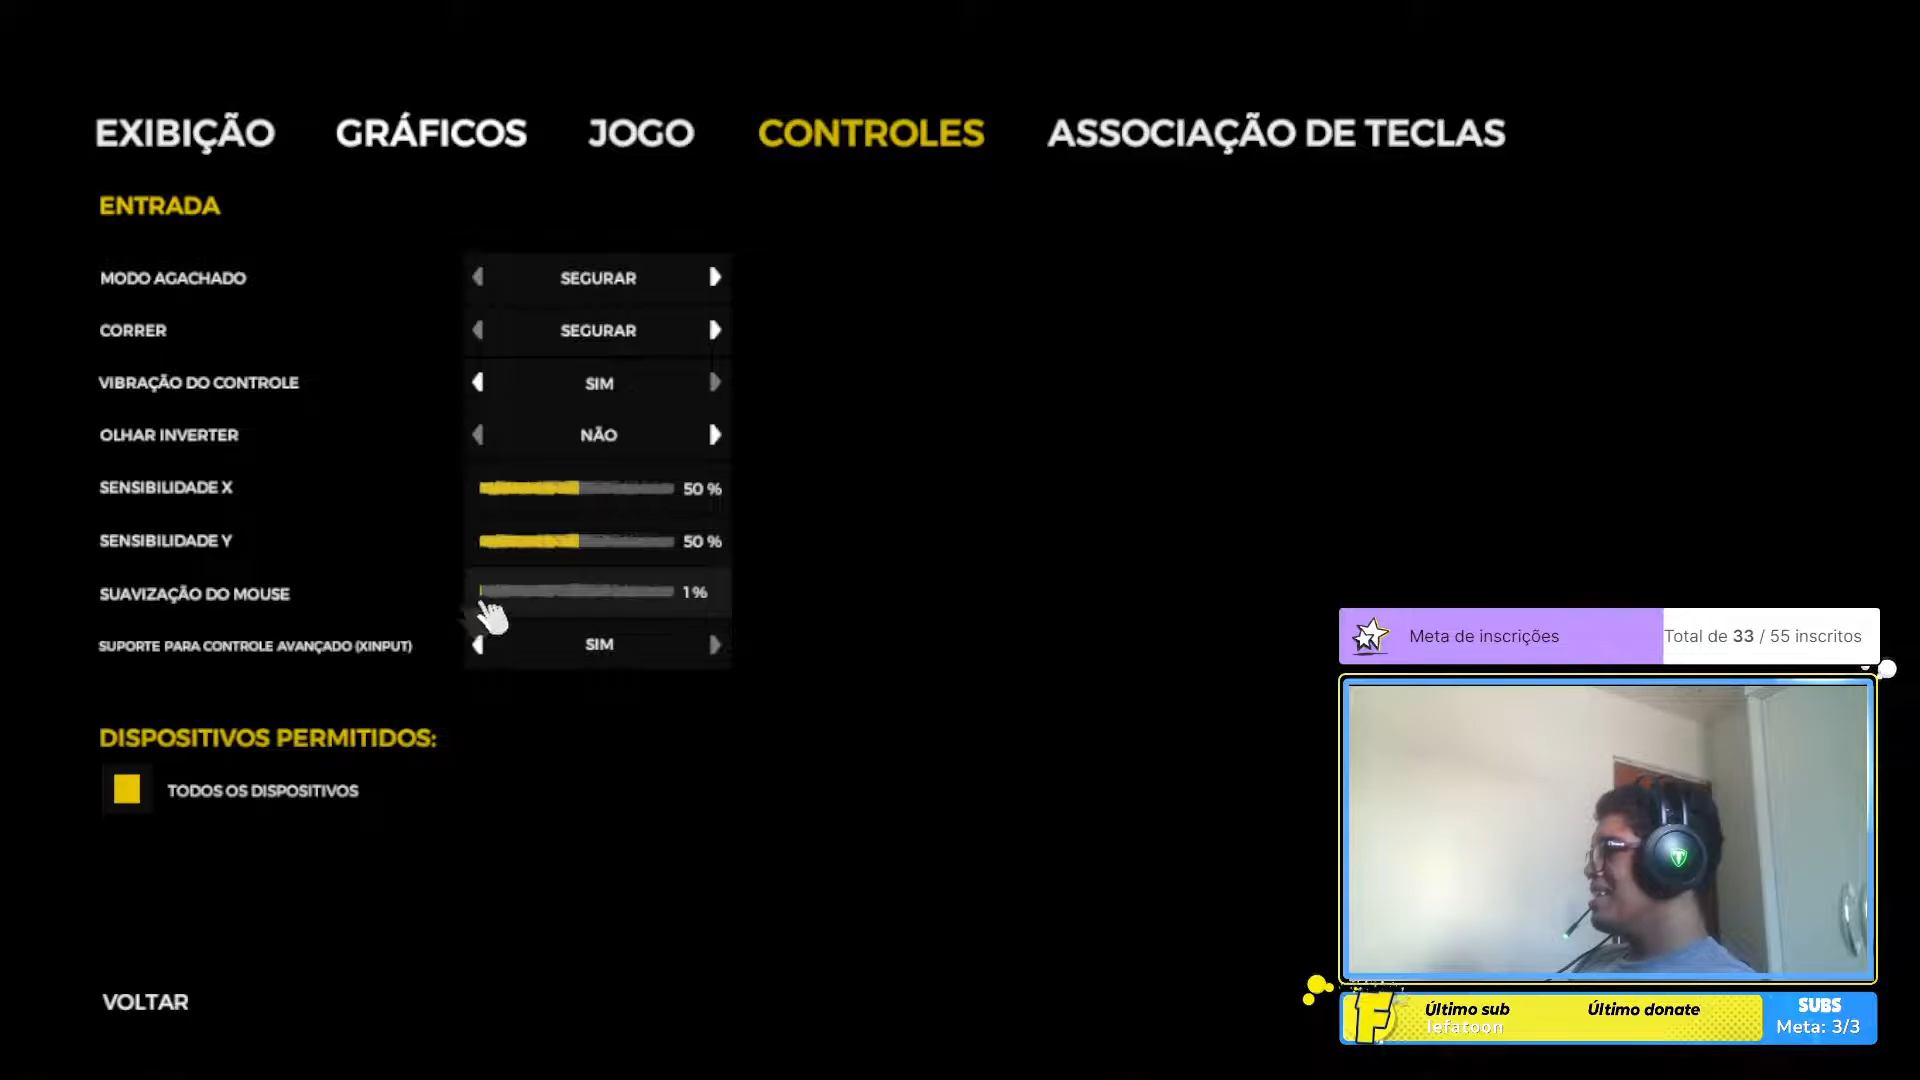 EXIBIÇÃO GRÁFICOS JOGO CONTROLES ASSOCIAÇÃO DE TECLAS
ENTRADA
MODO AGACHADO SEGURAR
CORRER SEGURAR
VIBRAÇÃO DO CONTROLE SIM
OLHAR INVERTER NÃO
SENSIBILIDADE X 50 %
SENSIBILIDADE Y 50 %
SUAVIZAÇÃO DO MOUSE 1 %
SUPORTE PARA CONTROLE AVANÇADO (XINPUT) SIM
DISPOSITIVOS PERMITIDOS:
TODOS OS DISPOSITIVOS
VOLTAR
Meta de inscrições Total de 33 / 55 inscritos
F
Último sub Último donate SUBS
lefatoon Meta: 3/3